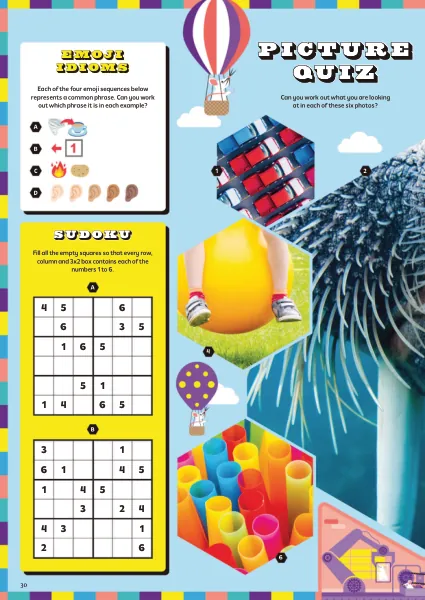 EMOJI
IDIOMS
Each of the four emoji sequences below
represents a common phrase. Can you work
out which phrase it is in each example?
A
B 1
C
D
SUDOKU
Fill all the empty squares so that every row,
column and 3x2 box contains each of the
numbers 1 to 6.
A
4 5 6
6 3 5
1 6 5
5 1
1 4 6 5
B
3 1
6 1 4 5
1 4 5
3 2 4
4 3 1
2 6
30
PICTURE
QUIZ
Can you work out what you are looking
at in each of these six photos?
1
2
4
6